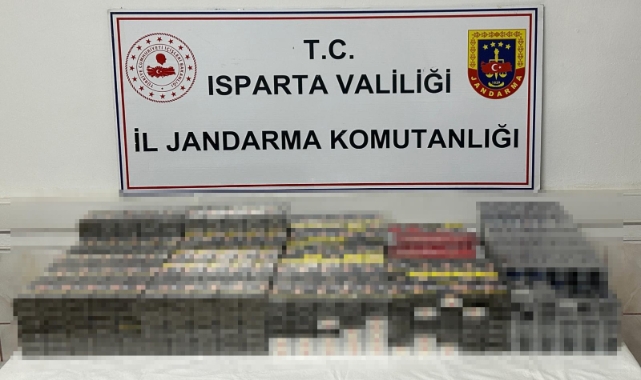 T.C.
ISPARTA VALİLİĞİ
İL JANDARMA KOMUTANLIĞI
JANDARMA